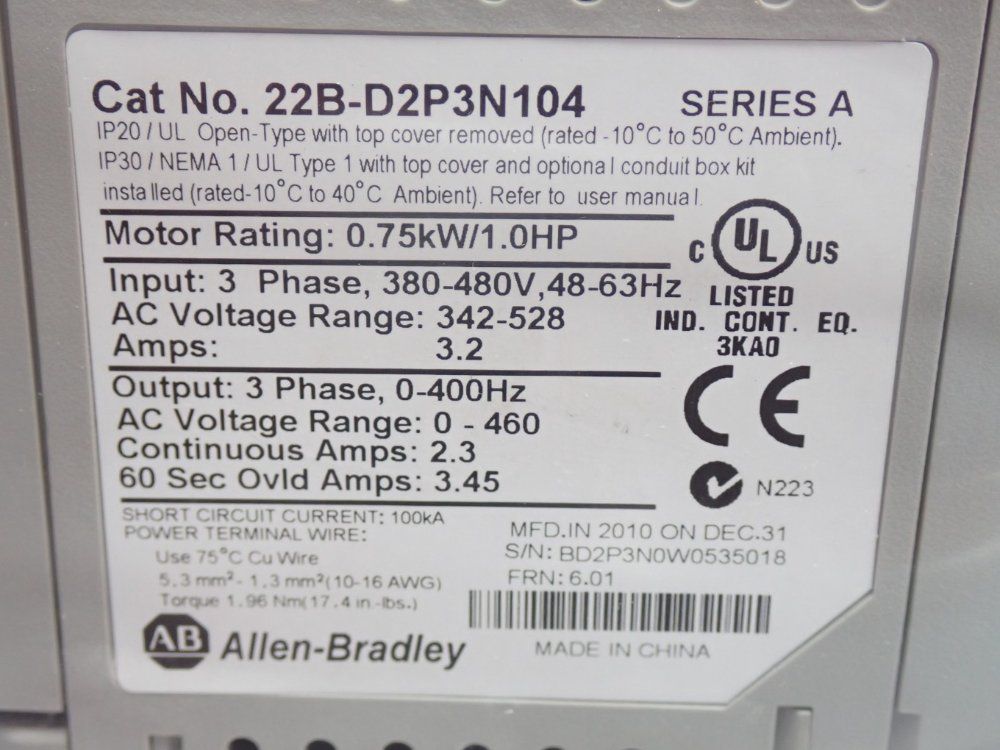 Cat No. 22B-D2P3N104 SERIES A
IP20 / UL Open-Type with top cover removed (rated -10°C to 50°C Ambient).
IP30 / NEMA 1 / UL Type 1 with top cover and optional conduit box kit
installed (rated-10°C to 40°C Ambient). Refer to user manual.
Motor Rating: 0.75kW/1.0HP
C UL US
LISTED
IND. CONT. EQ.
3KA0
Input: 3 Phase, 380-480V,48-63Hz
AC Voltage Range: 342-528
Amps: 3.2
Output: 3 Phase, 0-400Hz
AC Voltage Range: 0 - 460
Continuous Amps: 2.3
60 Sec Ovld Amps: 3.45
CE
N223
SHORT CIRCUIT CURRENT: 100kA
POWER TERMINAL WIRE:
Use 75°C Cu Wire
5.3 mm²- 1.3 mm²(10-16 AWG)
Torque 1.96 Nm(17.4 in.-lbs.)
MFD.IN 2010 ON DEC.31
S/N: BD2P3N0W0535018
FRN: 6.01
AB Allen-Bradley
MADE IN CHINA